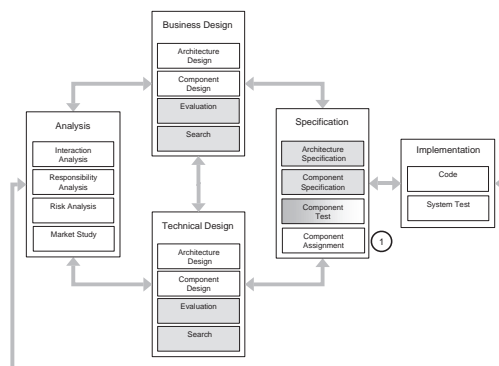 Business Design
Architecture
Design
Component
Design
Evaluation
Search
Analysis
Interaction
Analysis
Responsibility
Analysis
Risk Analysis
Market Study
Technical Design
Architecture
Design
Component
Design
Evaluation
Search
Specification
Architecture
Specification
Component
Specification
Component
Test
Component
Assignment
1
Implementation
Code
System Test